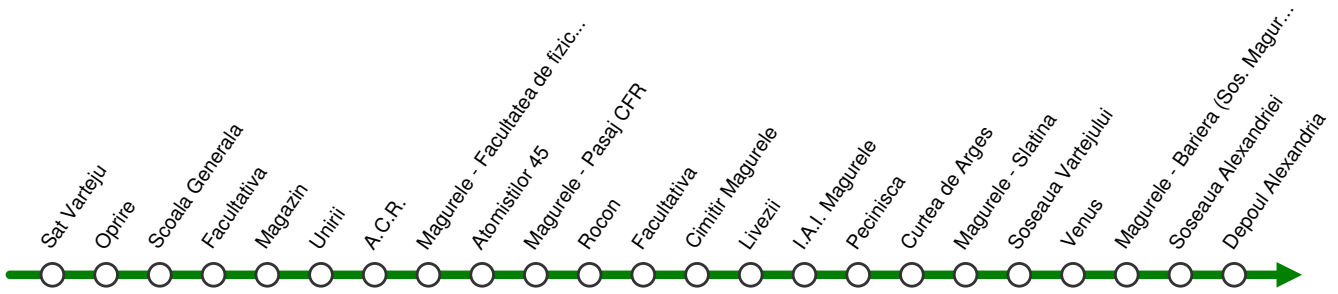 Sat Varteju
Oprire
Scoala Generala
Facultativa
Magazin
Unirii
A.C.R.
Magurele - Facultatea de fizic...
Atomistilor 45
Magurele - Pasaj CFR
Rocon
Facultativa
Cimitir Magurele
Livezii
I.A.I. Magurele
Pecinisca
Curtea de Arges
Magurele - Slatina
Soseaua Vartejului
Venus
Magurele - Bariera (Sos. Magur...
Soseaua Alexandriei
Depoul Alexandria